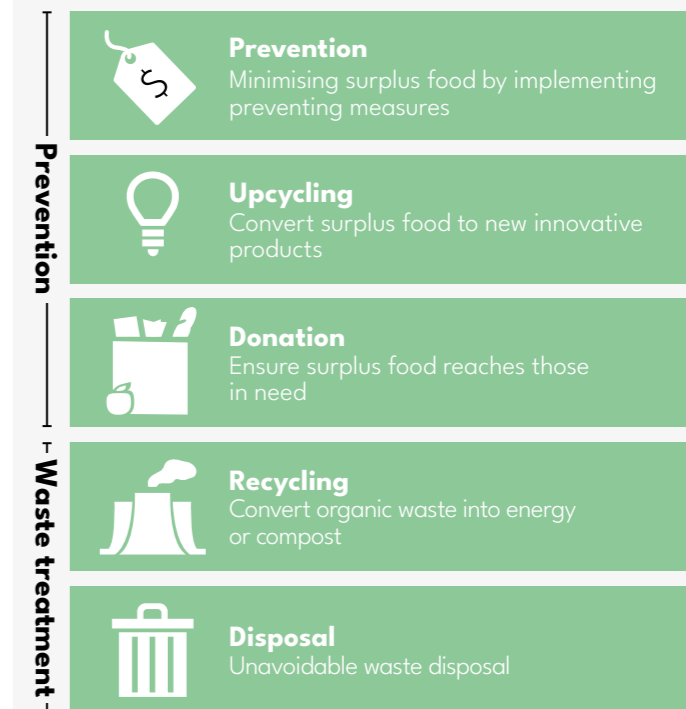 Prevention
Prevention
Minimising surplus food by implementing
preventing measures
Upcycling
Convert surplus food to new innovative
products
Donation
Ensure surplus food reaches those
in need
Waste treatment
Recycling
Convert organic waste into energy
or compost
Disposal
Unavoidable waste disposal
$